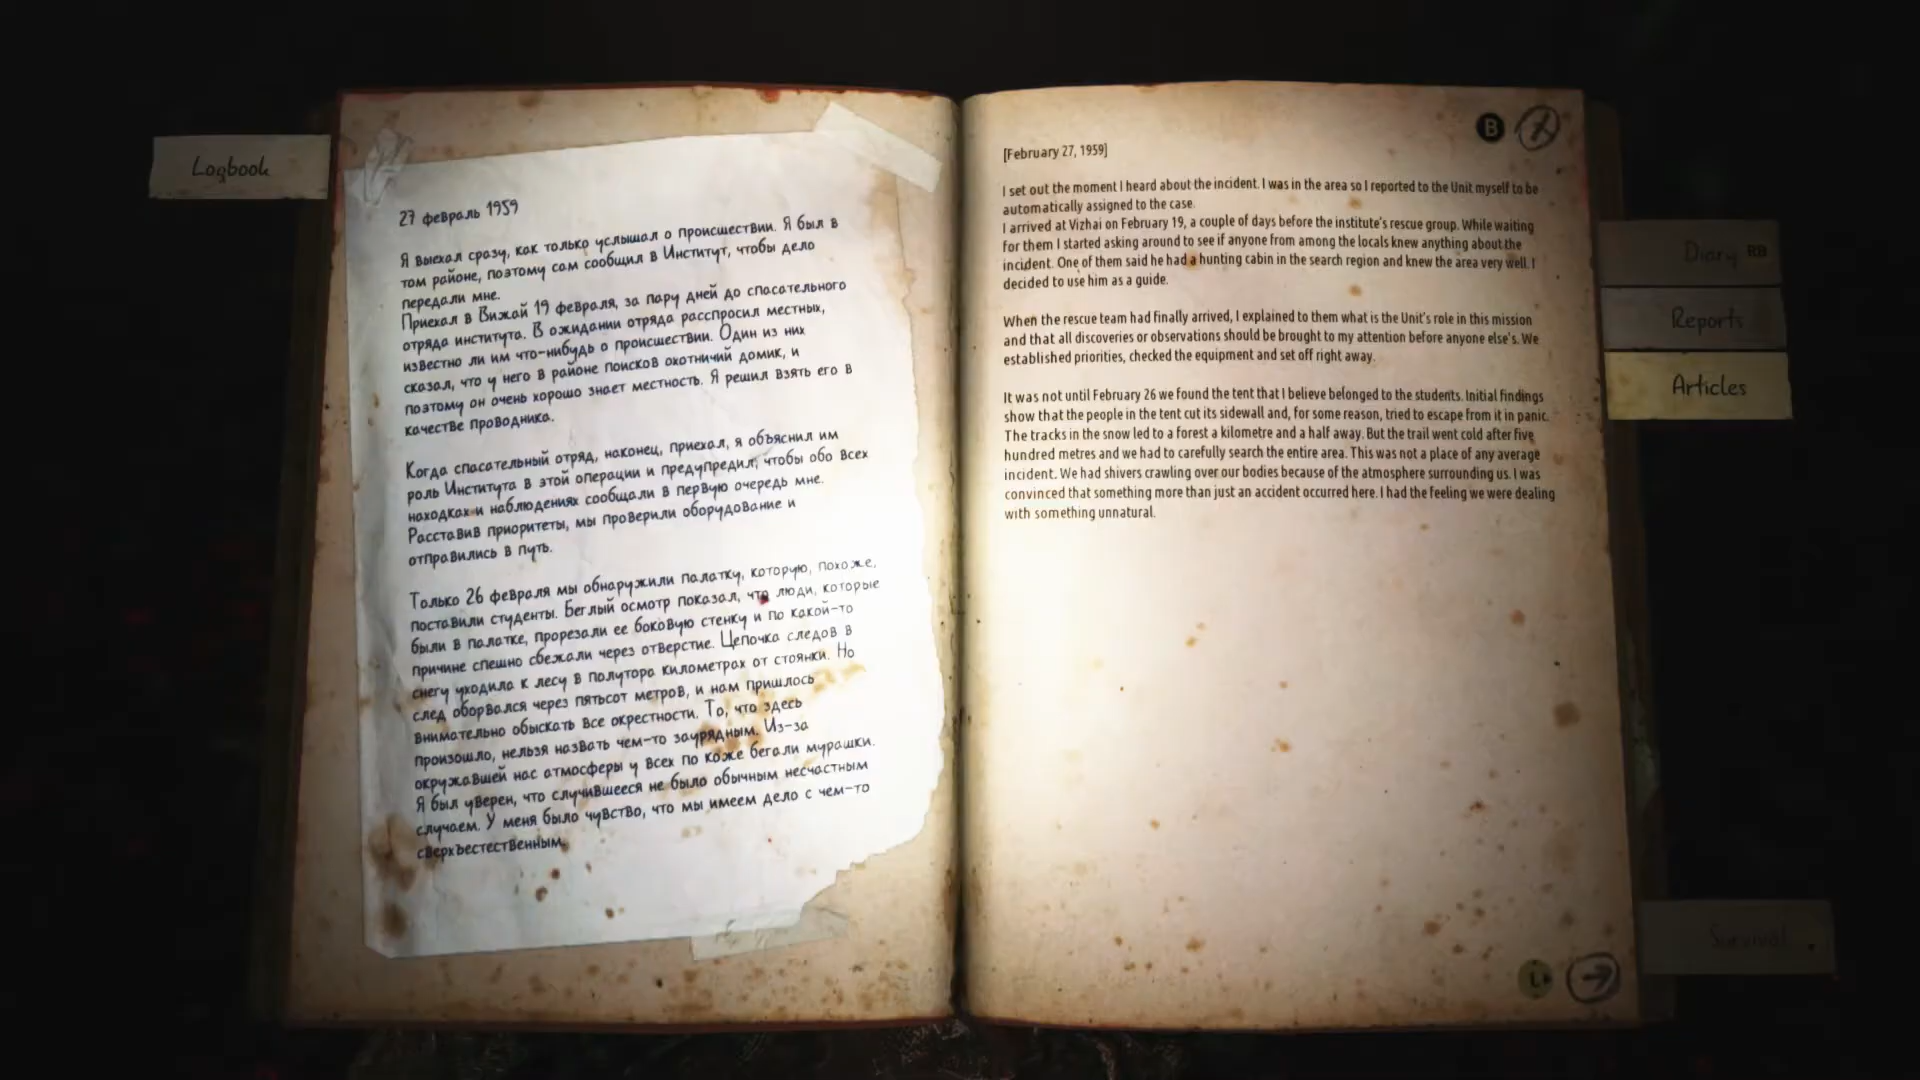 Logbook
27 февраль 1959
Я выехал сразу, как только услышал о происшествии. Я был в
том районе, поэтому сам сообщил в Институт, чтобы дело
передали мне.
Приехал в Вижай 19 февраля, за пару дней до спасательного
отряда института. В ожидании отряда расспросил местных,
известно ли им что-нибудь о происшествии. Один из них
сказал, что у него в районе поисков охотничий домик, и
поэтому он очень хорошо знает местность. Я решил взять его в
качестве проводника.
Когда спасательный отряд, наконец, приехал, я объяснил им
роль Института в этой операции и предупредил, чтобы обо всех
находках и наблюдениях сообщали в первую очередь мне.
Расставив приоритеты, мы проверили оборудование и
отправились в путь.
Только 26 февраля мы обнаружили палатку, которую, похоже,
поставили студенты. Беглый осмотр показал, что люди, которые
были в палатке, прорезали ее боковую стенку и по какой-то
причине спешно сбежали через отверстие. Цепочка следов в
снегу уходила к лесу в полутора километрах от стоянки. Но
след оборвался через пятьсот метров, и нам пришлось
внимательно обыскать все окрестности. То, что здесь
произошло, нельзя назвать чем-то заурядным. Из-за
окружавшей нас атмосферы у всех по коже бегали мурашки.
Я был уверен, что случившееся не было обычным несчастным
случаем. У меня было чувство, что мы имеем дело с чем-то
сверхъестественным.
B
[February 27, 1959]
I set out the moment I heard about the incident. I was in the area so I reported to the Unit myself to be
automatically assigned to the case.
I arrived at Vizhai on February 19, a couple of days before the institute's rescue group. While waiting
for them I started asking around to see if anyone from among the locals knew anything about the
incident. One of them said he had a hunting cabin in the search region and knew the area very well. I
decided to use him as a guide.
When the rescue team had finally arrived, I explained to them what is the Unit's role in this mission
and that all discoveries or observations should be brought to my attention before anyone else's. We
established priorities, checked the equipment and set off right away.
It was not until February 26 we found the tent that I believe belonged to the students. Initial findings
show that the people in the tent cut its sidewall and, for some reason, tried to escape from it in panic.
The tracks in the snow led to a forest a kilometre and a half away. But the trail went cold after five
hundred metres and we had to carefully search the entire area. This was not a place of any average
incident. We had shivers crawling over our bodies because of the atmosphere surrounding us. I was
convinced that something more than just an accident occurred here. I had the feeling we were dealing
with something unnatural.
Diary RB
Reports
Articles
Survival
L